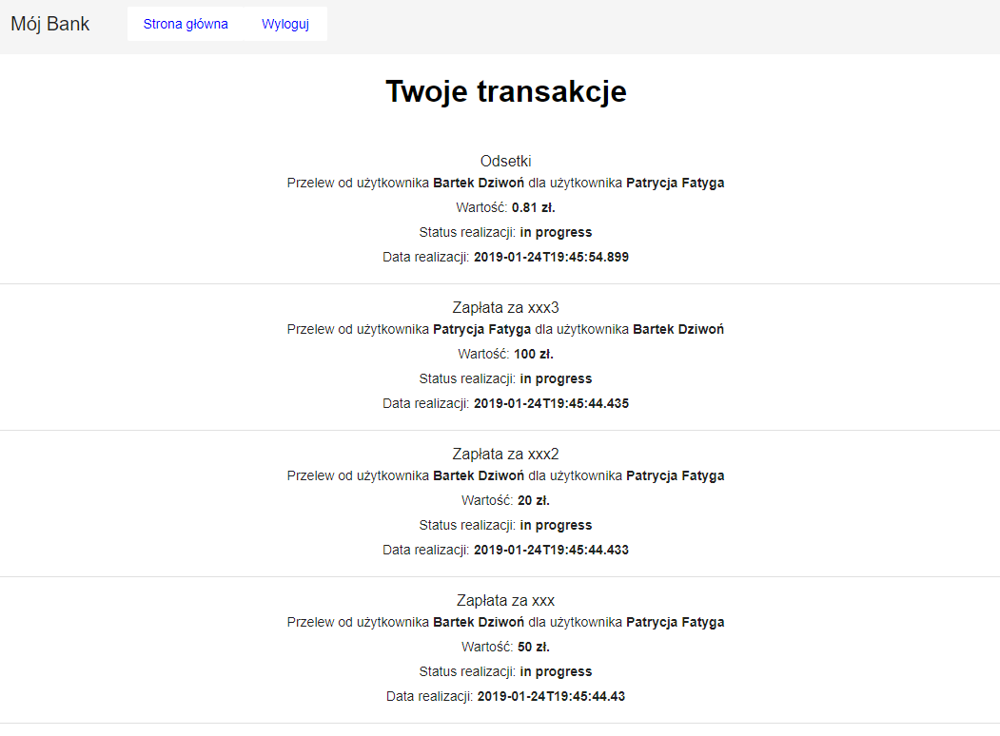 Mój Bank
Strona główna
Wyloguj
Twoje transakcje
Odsetki
Przelew od użytkownika Bartek Dziwoń dla użytkownika Patrycja Fatyga
Wartość: 0.81 zł.
Status realizacji: in progress
Data realizacji: 2019-01-24T19:45:54.899
Zapłata za xxx3
Przelew od użytkownika Patrycja Fatyga dla użytkownika Bartek Dziwoń
Wartość: 100 zł.
Status realizacji: in progress
Data realizacji: 2019-01-24T19:45:44.435
Zapłata za xxx2
Przelew od użytkownika Bartek Dziwoń dla użytkownika Patrycja Fatyga
Wartość: 20 zł.
Status realizacji: in progress
Data realizacji: 2019-01-24T19:45:44.433
Zapłata za xxx
Przelew od użytkownika Bartek Dziwoń dla użytkownika Patrycja Fatyga
Wartość: 50 zł.
Status realizacji: in progress
Data realizacji: 2019-01-24T19:45:44.43